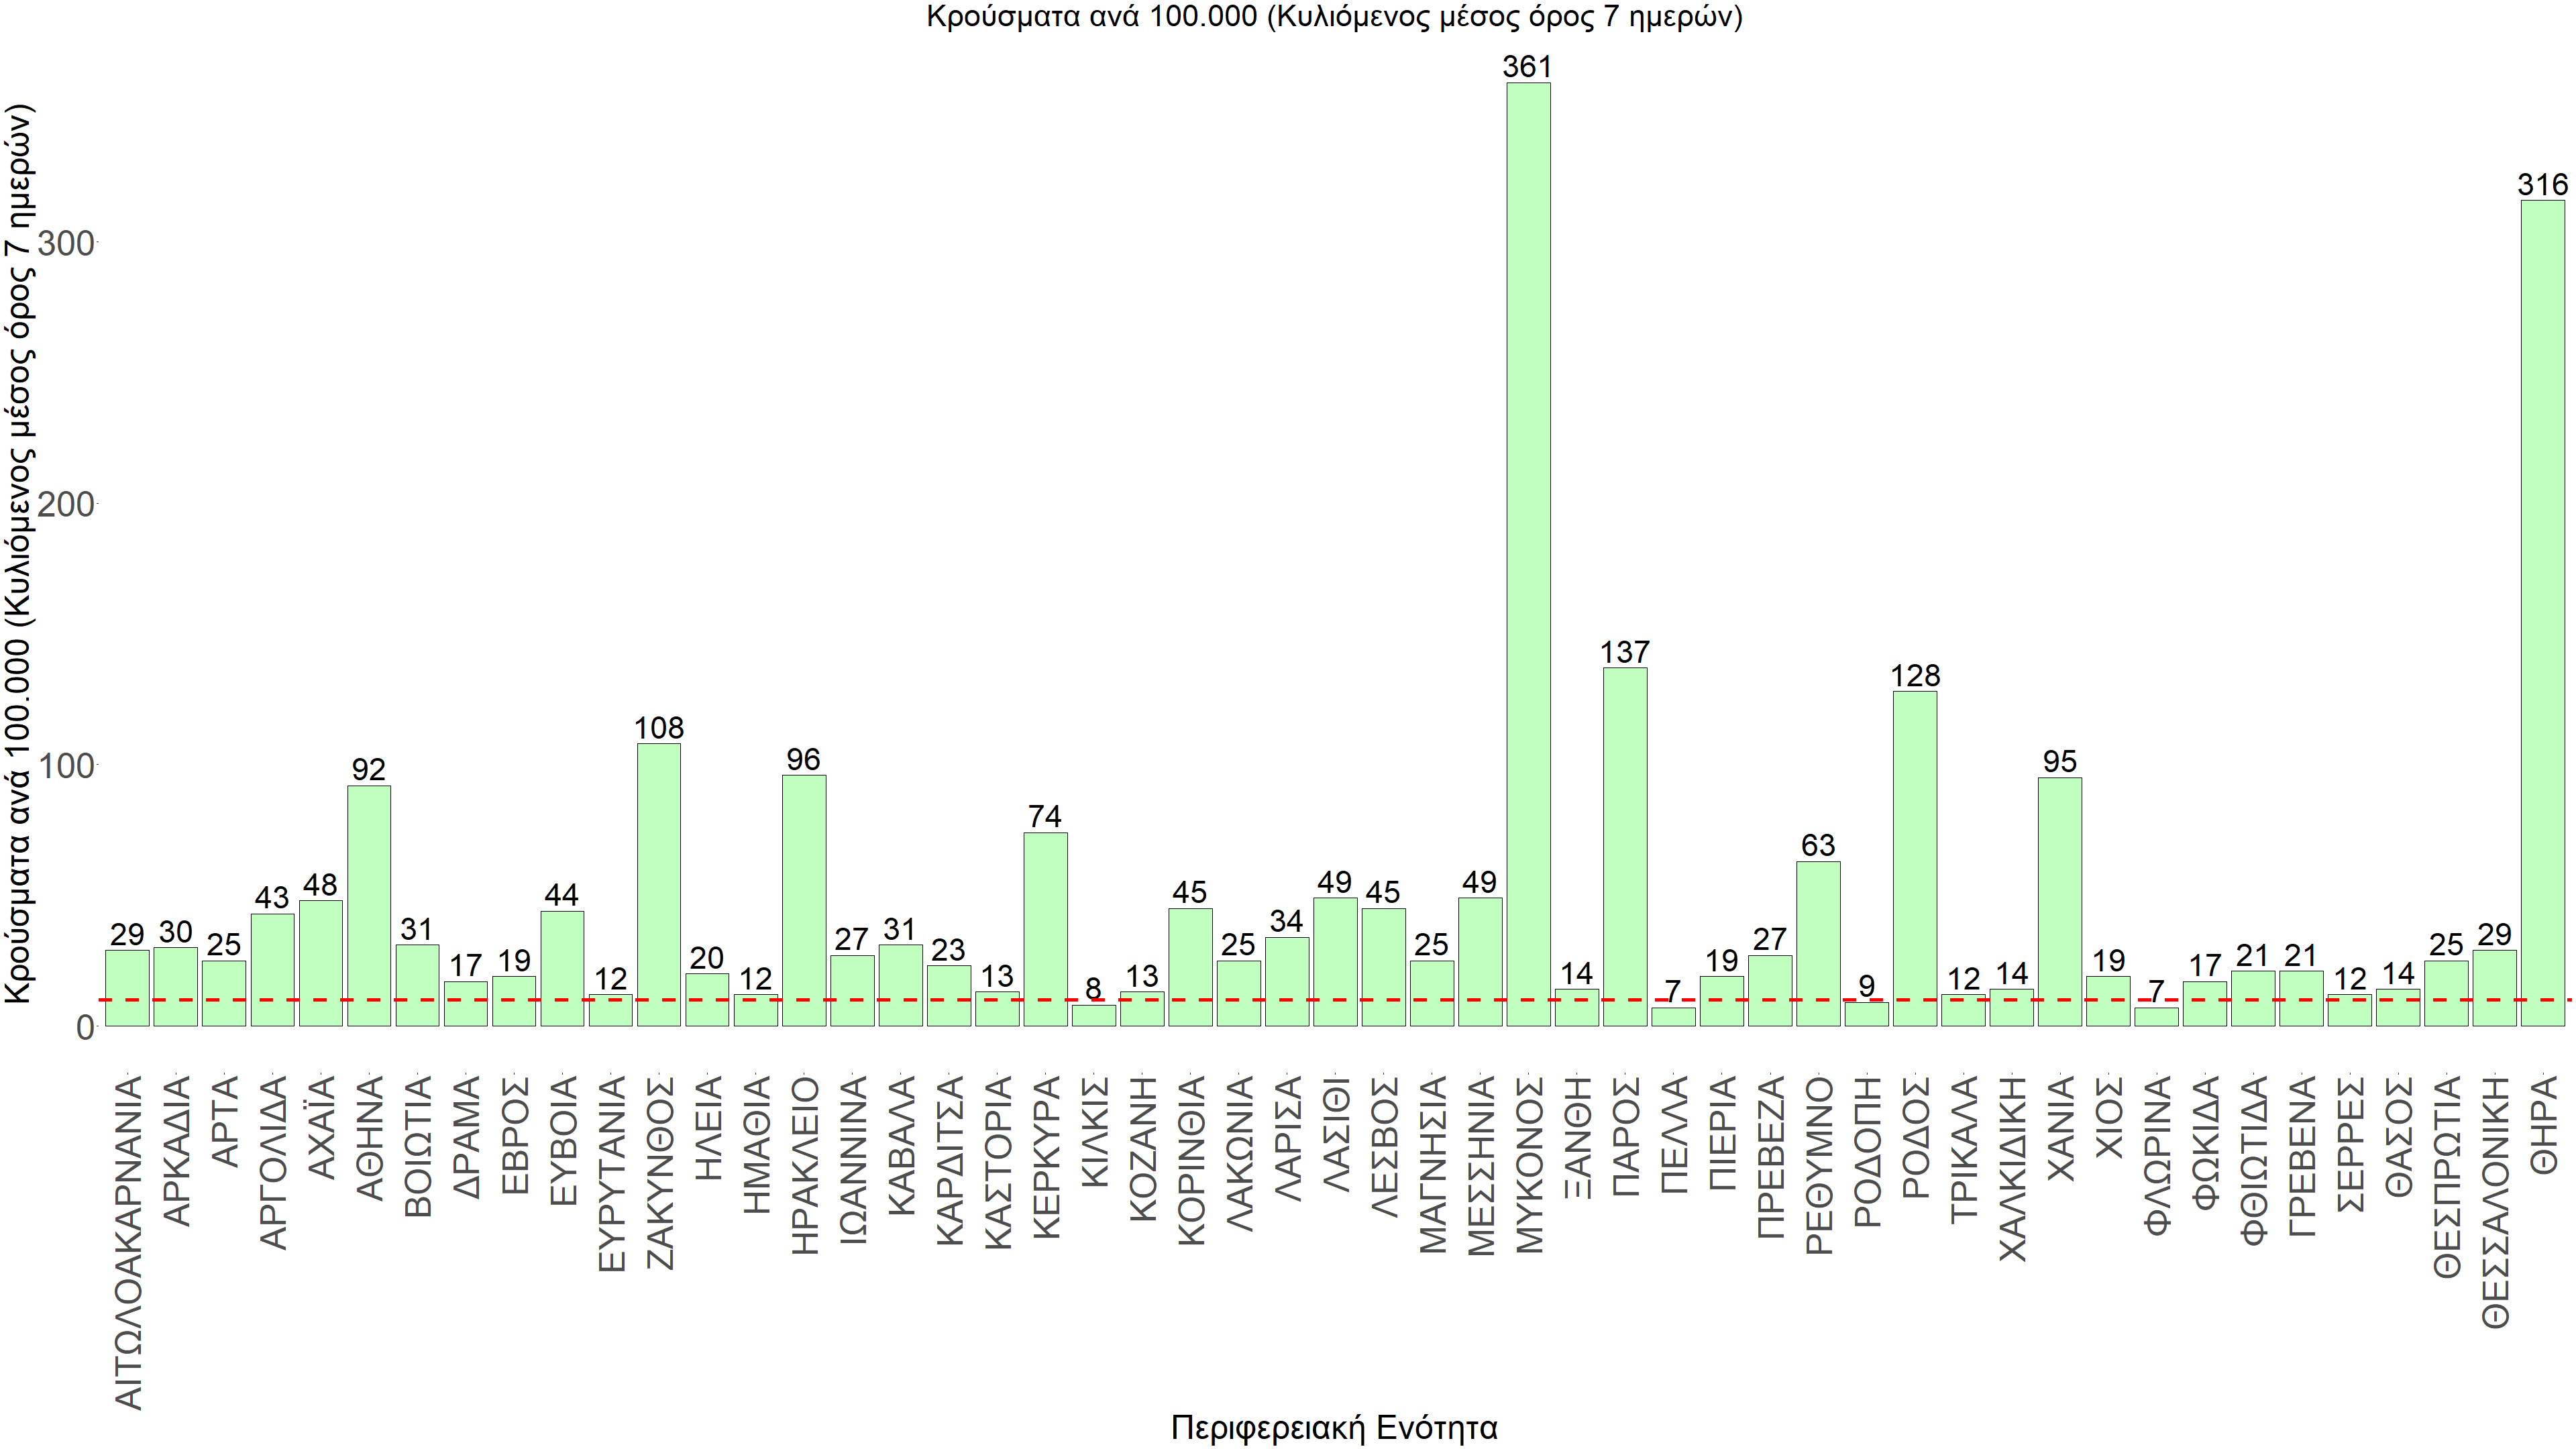 Κρούσματα ανά 100.000 (Κυλιόμενος μέσος όρος 7 ημερών)
Κρούσματα ανά 100.000 (Κυλιόμενος μέσος όρος 7 ημερών)
300
200
100
0
29
30
25
43
48
92
31
17
19
44
12
108
20
12
96
27
31
23
13
74
8
13
45
25
34
49
45
25
49
361
14
137
7
19
27
63
9
128
12
14
95
19
7
17
21
21
12
14
25
29
316
ΑΙΤΩΛΟΑΚΑΡΝΑΝΙΑ
ΑΡΚΑΔΙΑ
ΑΡΤΑ
ΑΡΓΟΛΙΔΑ
ΑΧΑΪΑ
ΑΘΗΝΑ
ΒΟΙΩΤΙΑ
ΔΡΑΜΑ
ΕΒΡΟΣ
ΕΥΒΟΙΑ
ΕΥΡΥΤΑΝΙΑ
ΖΑΚΥΝΘΟΣ
ΗΛΕΙΑ
ΗΜΑΘΙΑ
ΗΡΑΚΛΕΙΟ
ΙΩΑΝΝΙΝΑ
ΚΑΒΑΛΑ
ΚΑΡΔΙΤΣΑ
ΚΑΣΤΟΡΙΑ
ΚΕΡΚΥΡΑ
ΚΙΛΚΙΣ
ΚΟΖΑΝΗ
ΚΟΡΙΝΘΙΑ
ΛΑΚΩΝΙΑ
ΛΑΡΙΣΑ
ΛΑΣΙΘΙ
ΛΕΣΒΟΣ
ΜΑΓΝΗΣΙΑ
ΜΕΣΣΗΝΙΑ
ΜΥΚΟΝΟΣ
ΞΑΝΘΗ
ΠΑΡΟΣ
ΠΕΛΛΑ
ΠΙΕΡΙΑ
ΠΡΕΒΕΖΑ
ΡΕΘΥΜΝΟ
ΡΟΔΟΠΗ
ΡΟΔΟΣ
ΤΡΙΚΑΛΑ
ΧΑΛΚΙΔΙΚΗ
ΧΑΝΙΑ
ΧΙΟΣ
ΦΛΩΡΙΝΑ
ΦΩΚΙΔΑ
ΦΘΙΩΤΙΔΑ
ΓΡΕΒΕΝΑ
ΣΕΡΡΕΣ
ΘΑΣΟΣ
ΘΕΣΠΡΩΤΙΑ
ΘΕΣΣΑΛΟΝΙΚΗ
ΘΗΡΑ
Περιφερειακή Ενότητα